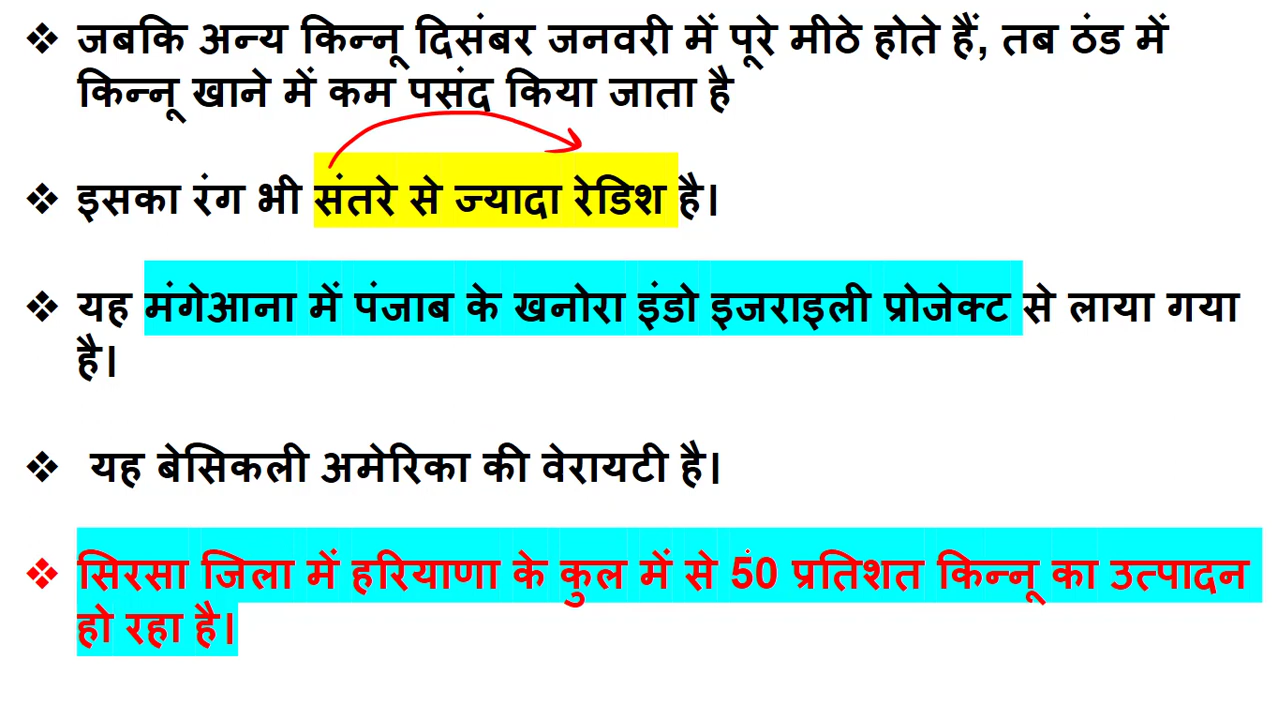 ❖ जबकि अन्य किन्नू दिसंबर जनवरी में पूरे मीठे होते हैं, तब ठंड में
किन्नू खाने में कम पसंद किया जाता है
❖ इसका रंग भी संतरे से ज्यादा रेडिश है।
❖ यह मंगेआना में पंजाब के खनोरा इंडो इजराइली प्रोजेक्ट से लाया गया
है।
❖ यह बेसिकली अमेरिका की वेरायटी है।
❖ सिरसा जिला में हरियाणा के कुल में से 50 प्रतिशत किन्नू का उत्पादन
हो रहा है।